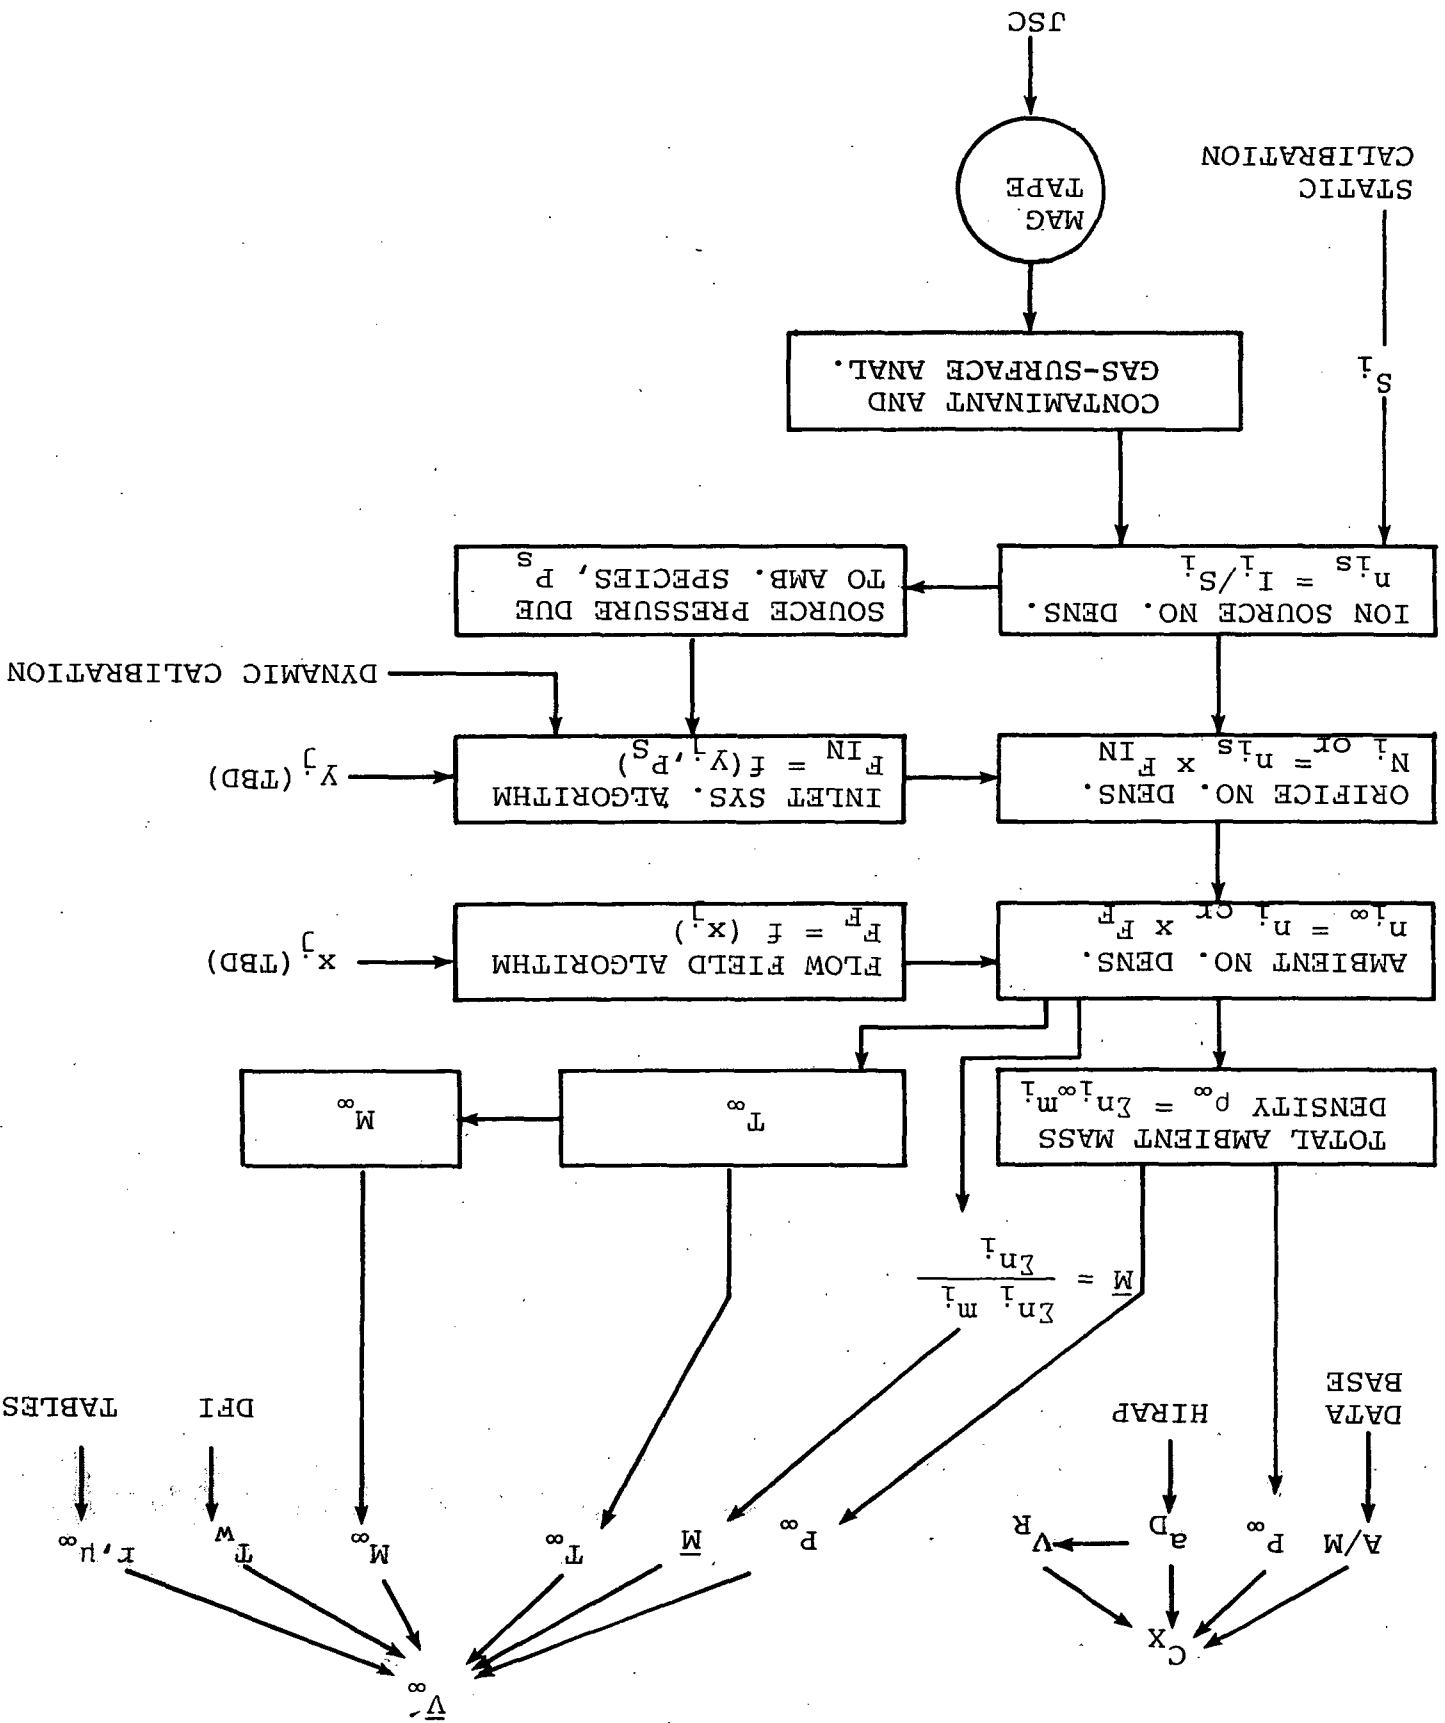 V̄'∞
C_X
A/M
P∞
a_D
V_R
P∞
M̄
T∞
M∞
T_w
r,μ∞
DATA
BASE
HIRAP
DFI
TABLES
M̄ = Σn_i m_i / Σn_i
TOTAL AMBIENT MASS
DENSITY ρ∞ = Σn_i∞m_i
T∞
M∞
AMBIENT NO. DENS.
n_i∞ = n_i or x F_F
FLOW FIELD ALGORITHM
F_F = f (x_j)
x_j (TBD)
ORIFICE NO. DENS.
N_i or = n_is x F_IN
INLET SYS. ALGORITHM
F_IN = f(y_j,P_S)
y_j (TBD)
DYNAMIC CALIBRATION
ION SOURCE NO. DENS.
n_is = I_i/S_i
SOURCE PRESSURE DUE
TO AMB. SPECIES, P_S
S_i
CONTAMINANT AND
GAS-SURFACE ANAL.
STATIC
CALIBRATION
MAG
TAPE
JSC